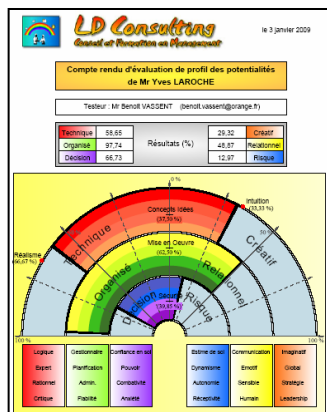 LD Consulting
Conseil et Formation en Management
le 3 janvier 2009
Compte rendu d'évaluation de profil des potentialités
de Mr Yves LAROCHE
Testeur : Mr Benoît VASSENT (benoit.vassent@orange.fr)
Technique 58,65 Résultats (%) 29,32 Créatif
Organisé 97,74 48,87 Relationnel
Décision 66,73 12,97 Risque
0 %
Intuition
(33,33 %)
Concepts Idées
(37,50 %)
Réalisme
(66,67 %)
Mise en Oeuvre
(62,50 %)
50 %
Technique
Créatif
Organisé
Relationnel
Décision
Risque
100 %
100 %
Logique Gestionnaire Confiance en soi Estime de soi Communication Imaginatif
Expert Planification Pouvoir Dynamisme Emotif Global
Rationnel Admin. Combativité Autonomie Sensible Stratégie
Critique Fiabilité Anxiété Réceptivité Humain Leadership